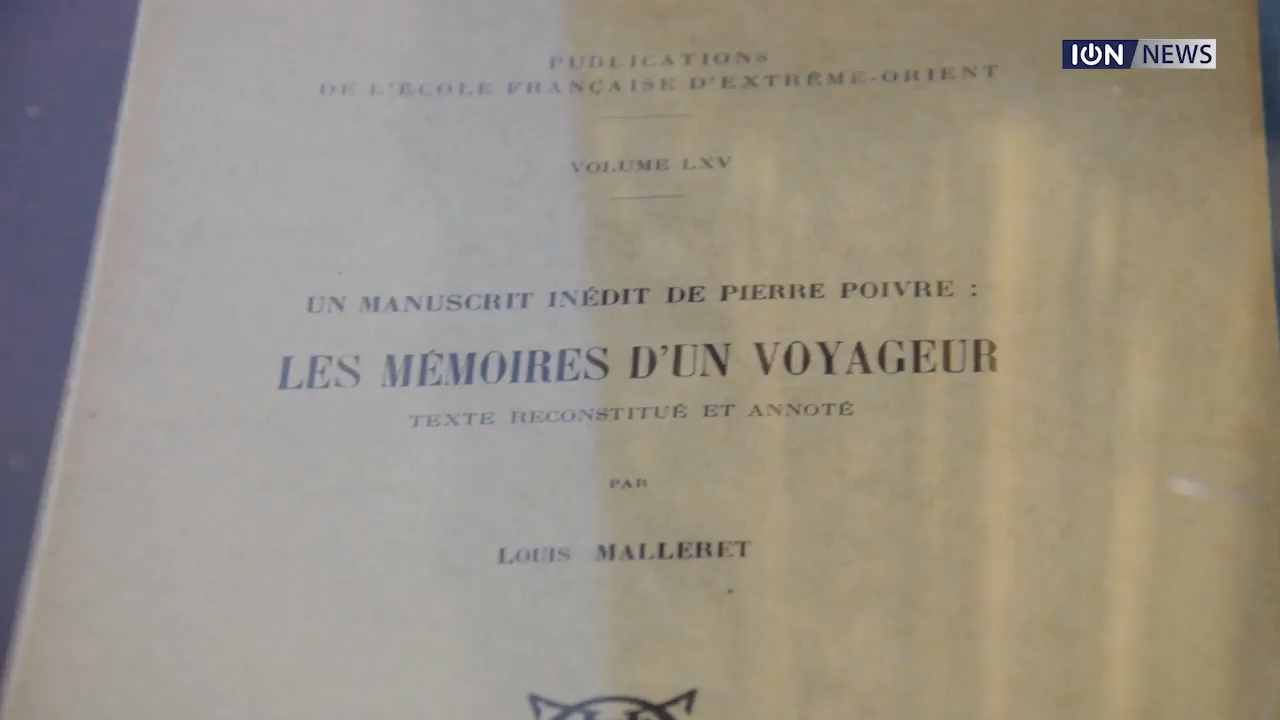 ION NEWS
PUBLICATIONS
DE L'ÉCOLE FRANÇAISE D'EXTRÊME-ORIENT
VOLUME LXV
UN MANUSCRIT INÉDIT DE PIERRE POIVRE :
LES MÉMOIRES D'UN VOYAGEUR
TEXTE RECONSTITUÉ ET ANNOTÉ
PAR
LOUIS MALLERET